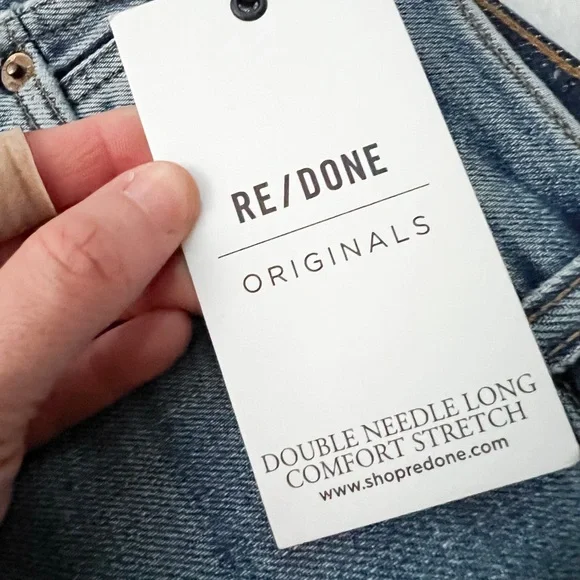 RE/DONE
ORIGINALS
DOUBLE NEEDLE LONG
COMFORT STRETCH
www.shopredone.com